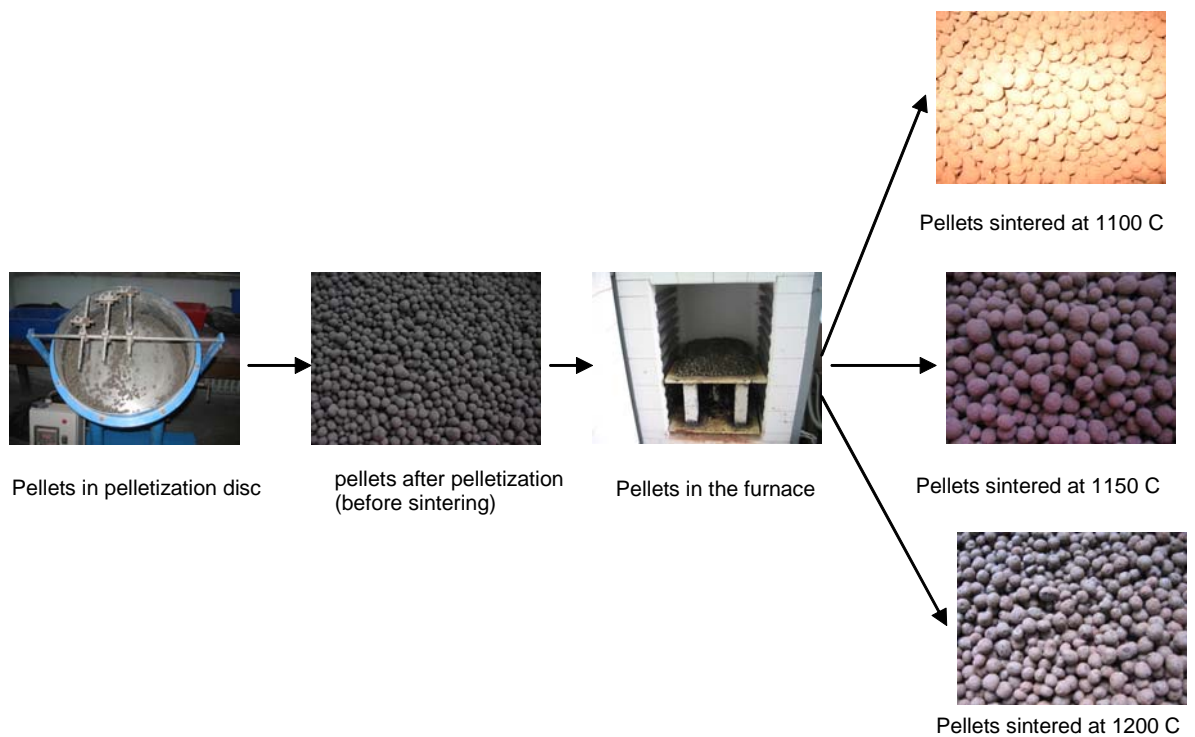 Pellets in pelletization disc
pellets after pelletization
(before sintering)
Pellets in the furnace
Pellets sintered at 1100 C
Pellets sintered at 1150 C
Pellets sintered at 1200 C